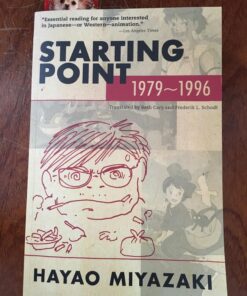 "Essential reading for anyone interested
in Japanese—or Western—animation."
—Los Angeles Times
STARTING
POINT
1979~1996
Translated by Beth Cary and Frederik L. Schodt
HAYAO MIYAZAKI